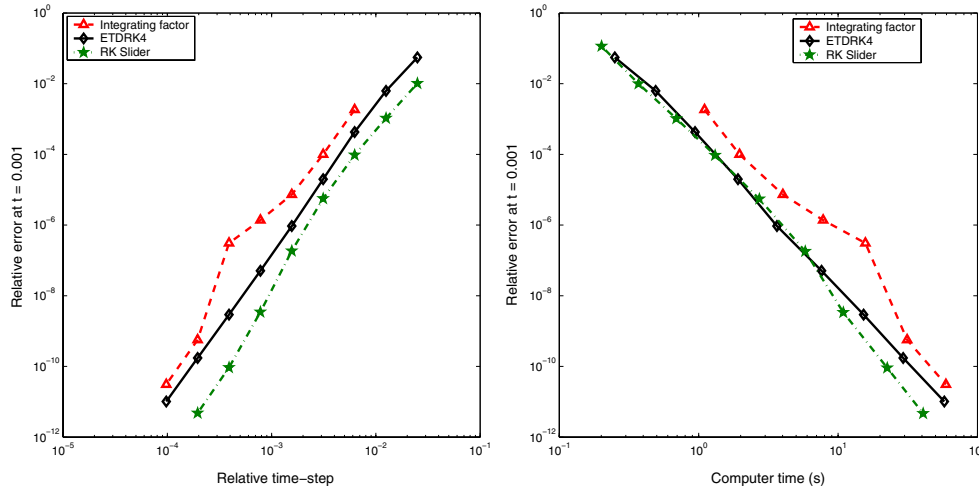 10^0
10^−2
10^−4
10^−6
10^−8
10^−10
10^−12
Relative error at t = 0.001
Integrating factor
ETDRK4
RK Slider
10^−5
10^−4
10^−3
10^−2
10^−1
Relative time−step
10^0
10^−2
10^−4
10^−6
10^−8
10^−10
10^−12
Relative error at t = 0.001
Integrating factor
ETDRK4
RK Slider
10^−1
10^0
10^1
Computer time (s)